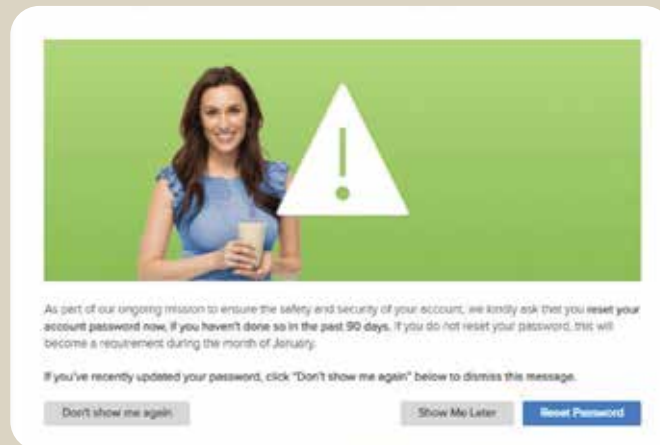 !
As part of our ongoing mission to ensure the safety and security of your account, we kindly ask that you reset your
account password now, if you haven't done so in the past 90 days. If you do not reset your password, this will
become a requirement during the month of January.
If you've recently updated your password, click "Don't show me again" below to dismiss this message.
Don't show me again
Show Me Later
Reset Password